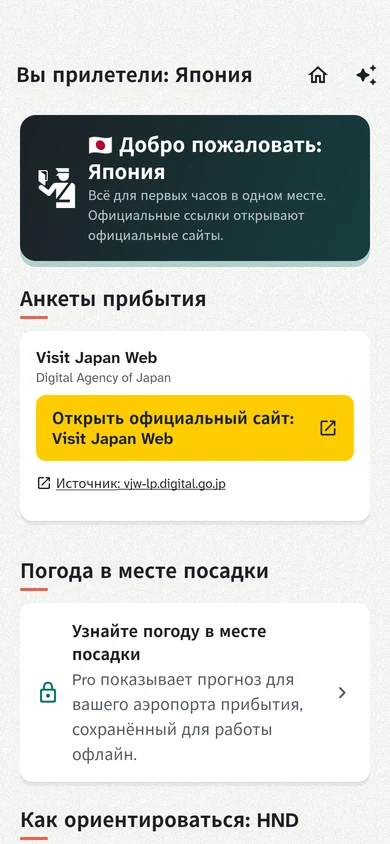 Вы прилетели: Япония
🇯🇵 Добро пожаловать:
Япония
Всё для первых часов в одном месте.
Официальные ссылки открывают
официальные сайты.
Анкеты прибытия
Visit Japan Web
Digital Agency of Japan
Открыть официальный сайт:
Visit Japan Web
Источник: vjw-lp.digital.go.jp
Погода в месте посадки
Узнайте погоду в месте
посадки
Pro показывает прогноз для
вашего аэропорта прибытия,
сохранённый для работы
офлайн.
Как ориентироваться: HND